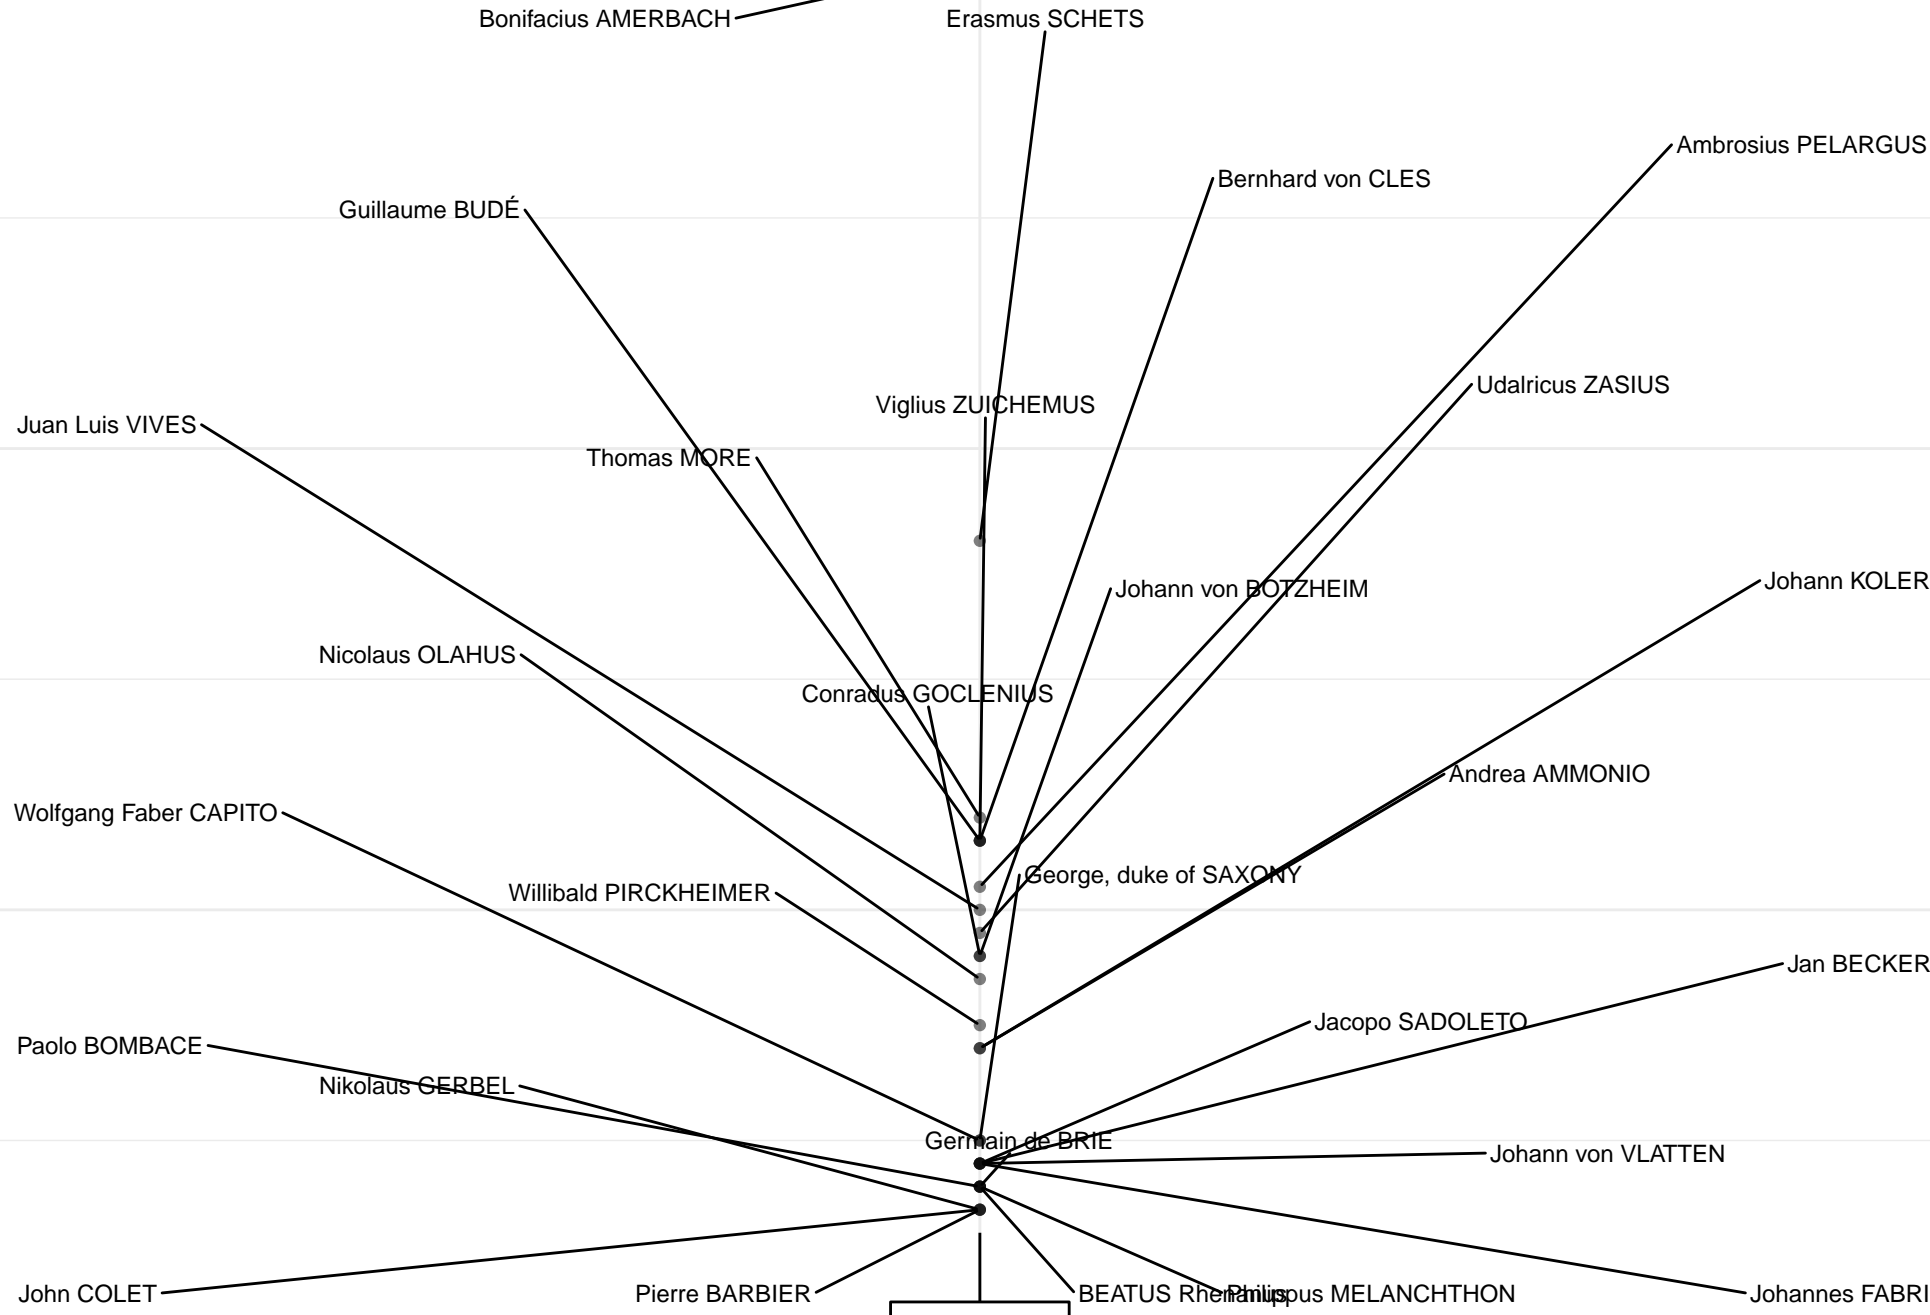 Bonifacius AMERBACH
Erasmus SCHETS
Ambrosius PELARGUS
Bernhard von CLES
Guillaume BUDÉ
Udalricus ZASIUS
Viglius ZUICHEMUS
Juan Luis VIVES
Thomas MORE
Johann KOLER
Johann von BOTZHEIM
Nicolaus OLAHUS
Conradus GOCLENIUS
Andrea AMMONIO
Wolfgang Faber CAPITO
George, duke of SAXONY
Willibald PIRCKHEIMER
Jan BECKER
Jacopo SADOLETO
Paolo BOMBACE
Nikolaus GERBEL
Germain de BRIE
Johann von VLATTEN
John COLET
Pierre BARBIER
BEATUS Rhenanus
Philippus MELANCHTHON
Johannes FABRI